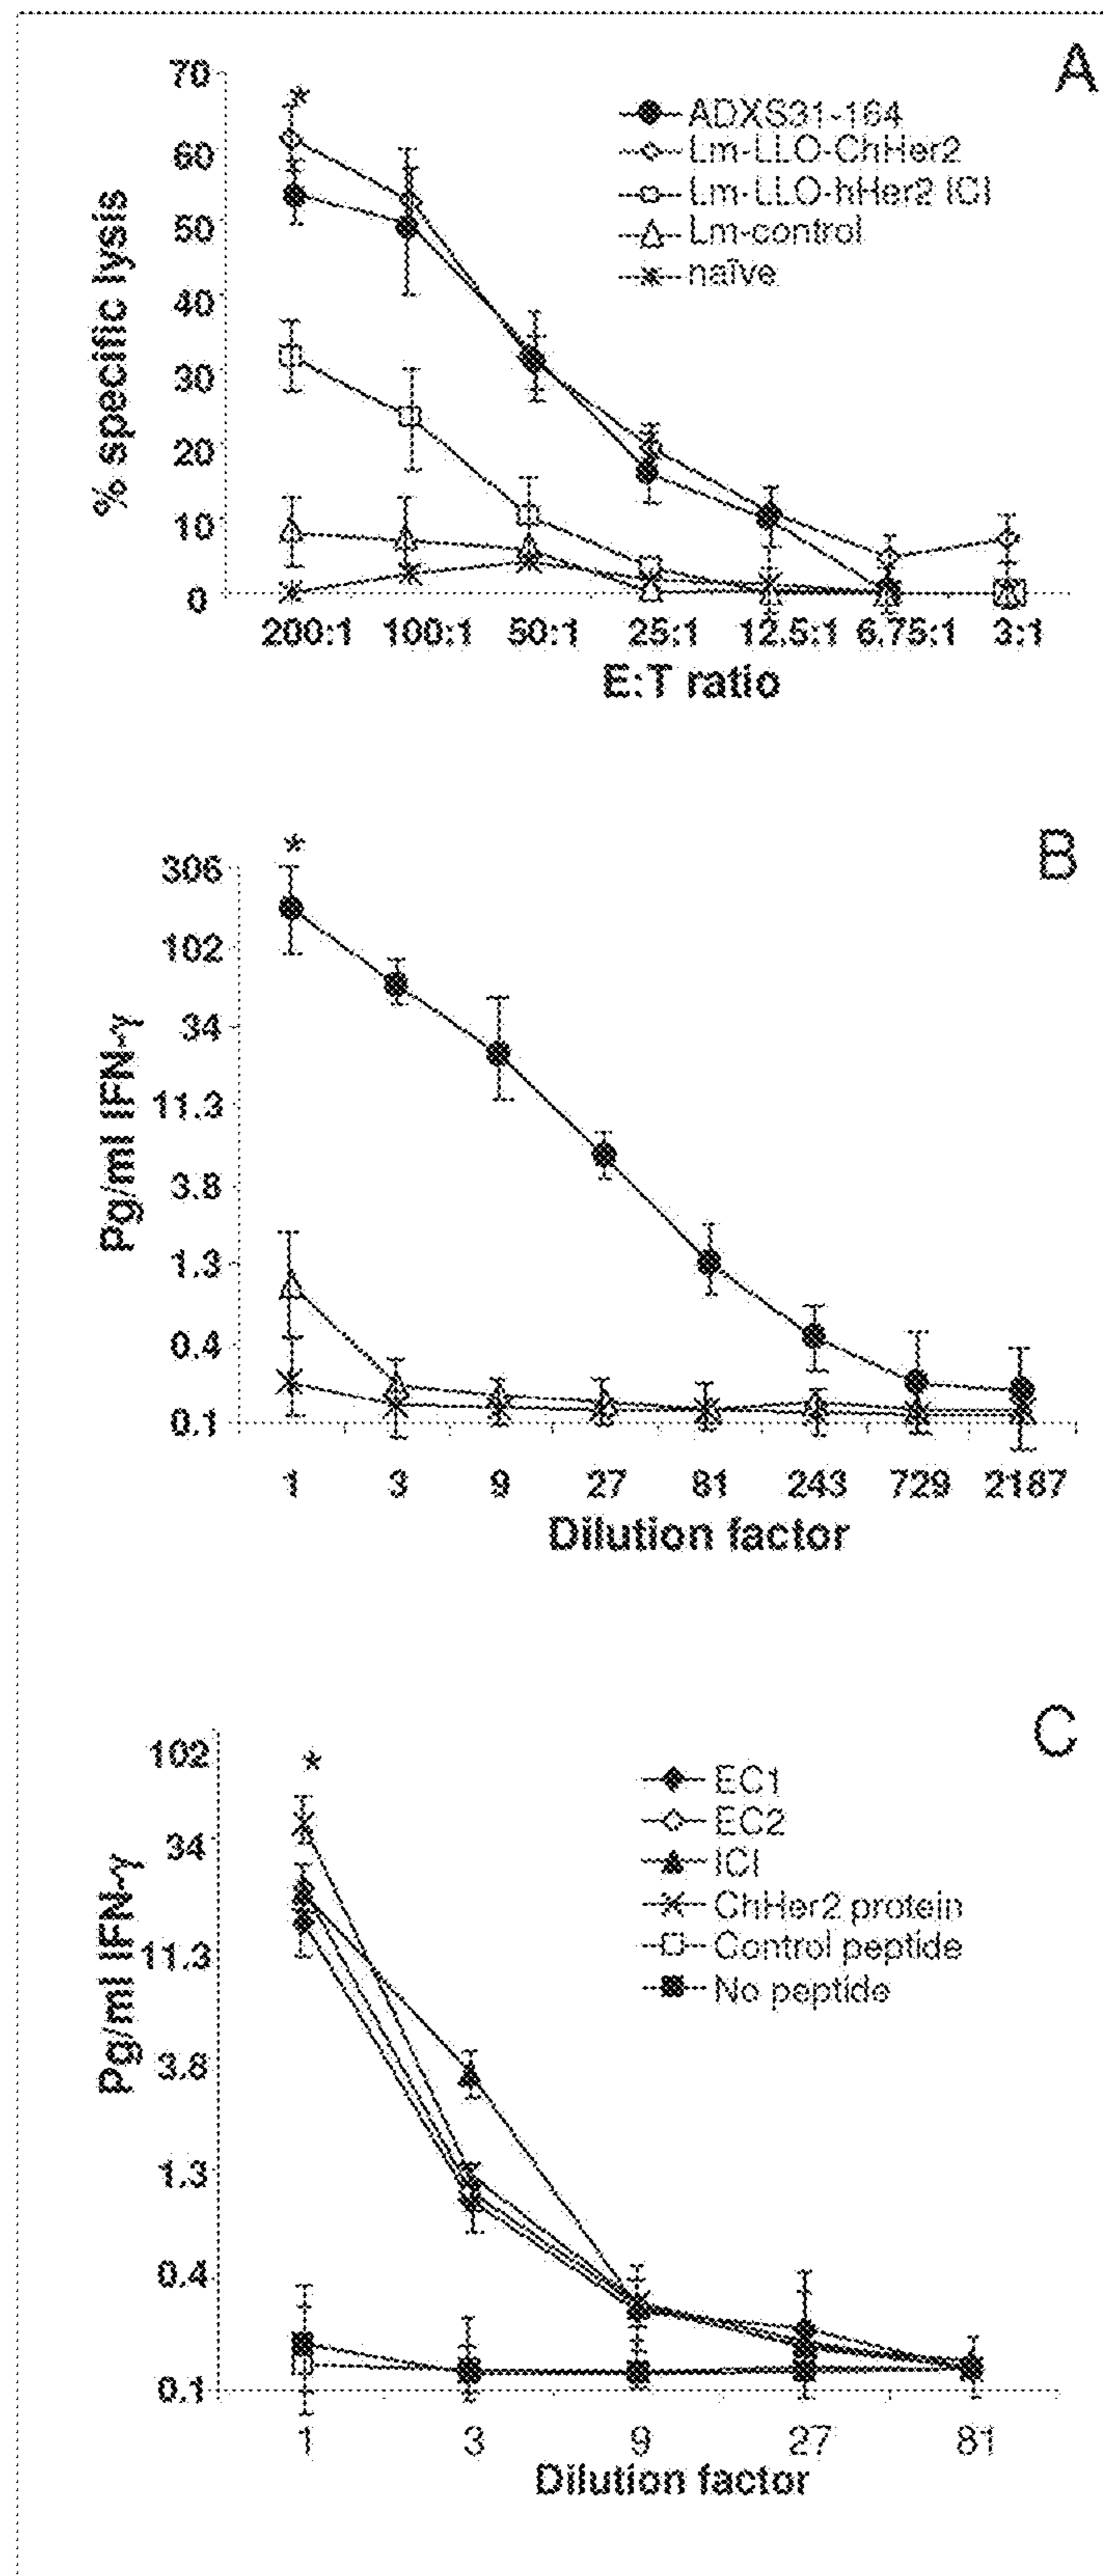 A
70
60
50
40
30
20
10
0
% specific lysis
*
ADXS31-164
Lm-LLO-ChHer2
Lm-LLO-hHer2 ICI
Lm-control
naïve
200:1 100:1 50:1 25:1 12.5:1 6.75:1 3:1
E:T ratio
B
306
102
34
11.3
3.8
1.3
0.4
0.1
Pg/ml IFN-γ
*
1 3 9 27 81 243 729 2187
Dilution factor
C
102
34
11.3
3.8
1.3
0.4
0.1
Pg/ml IFN-γ
*
EC1
EC2
ICI
ChHer2 protein
Control peptide
No peptide
1 3 9 27 81
Dilution factor